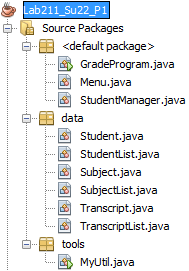 Lab211_Su22_P1
Source Packages
<default package>
GradeProgram.java
Menu.java
StudentManager.java
data
Student.java
StudentList.java
Subject.java
SubjectList.java
Transcript.java
TranscriptList.java
tools
MyUtil.java